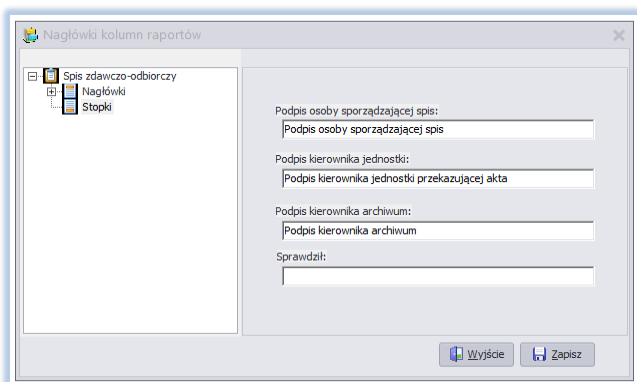 Nagłówki kolumn raportów
Spis zdawczo-odbiorczy
Nagłówki
Stopki
Podpis osoby sporządzającej spis:
Podpis osoby sporządzającej spis
Podpis kierownika jednostki:
Podpis kierownika jednostki przekazującej akta
Podpis kierownika archiwum:
Podpis kierownika archiwum
Sprawdził:
Wyjście
Zapisz